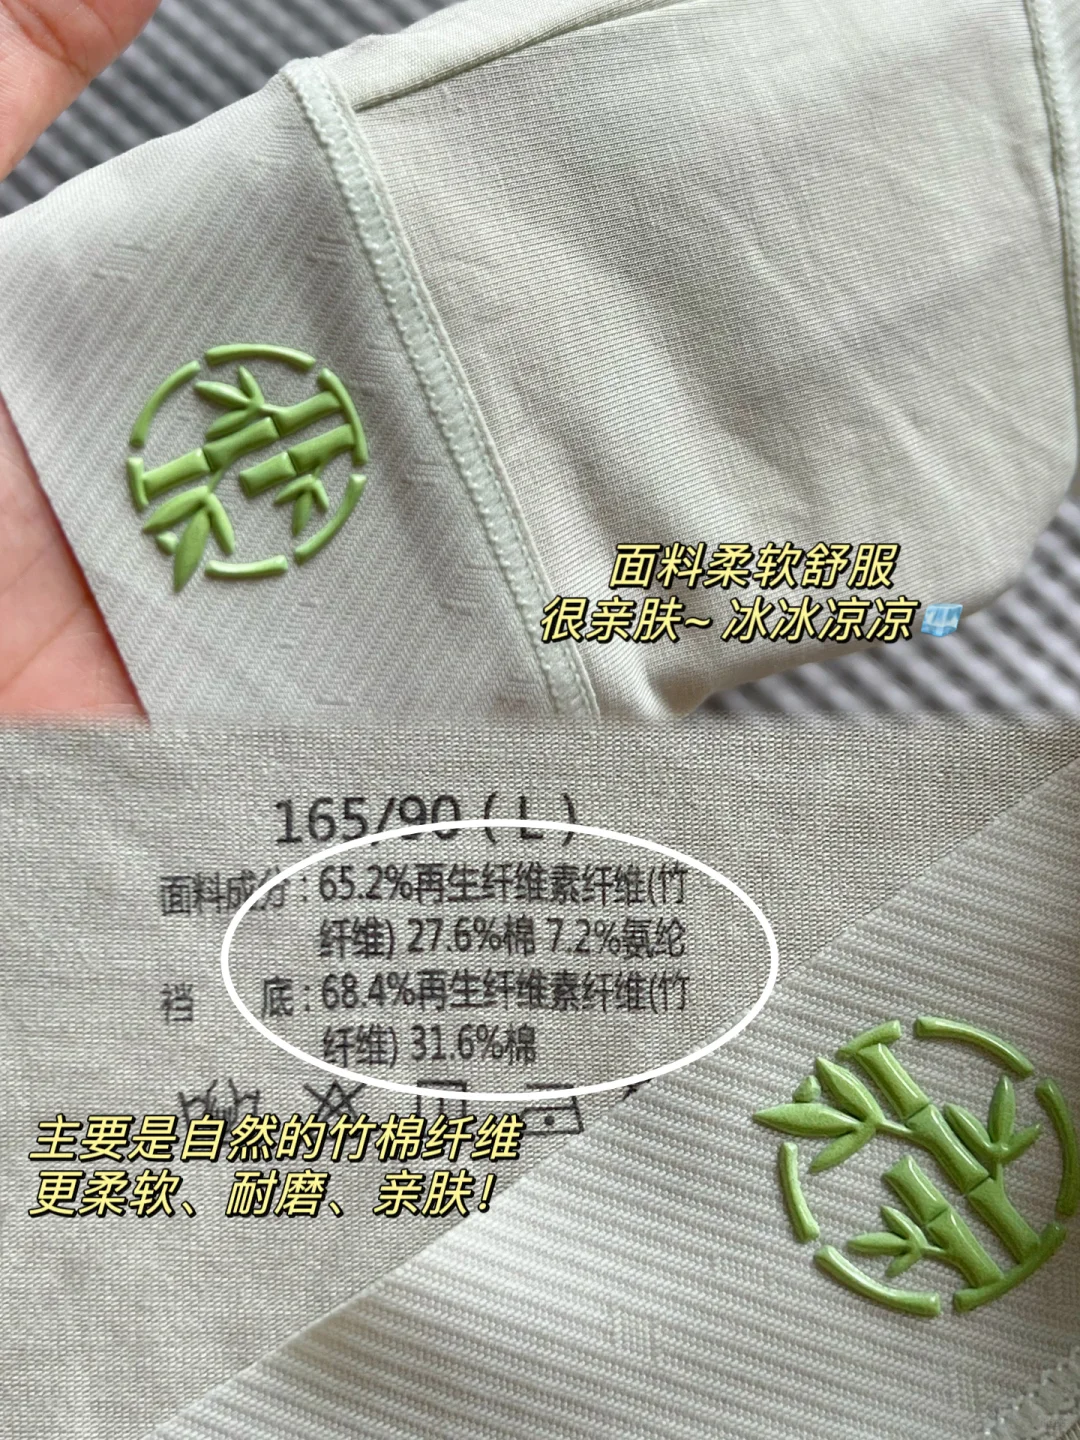 面料柔软舒服
很亲肤~ 冰冰凉凉
165/90 ( L )
面料成分 : 65.2%再生纤维素纤维(竹
纤维) 27.6%棉 7.2%氨纶
裆 底 : 68.4%再生纤维素纤维(竹
纤维) 31.6%棉
主要是自然的竹棉纤维
更柔软、耐磨、亲肤!